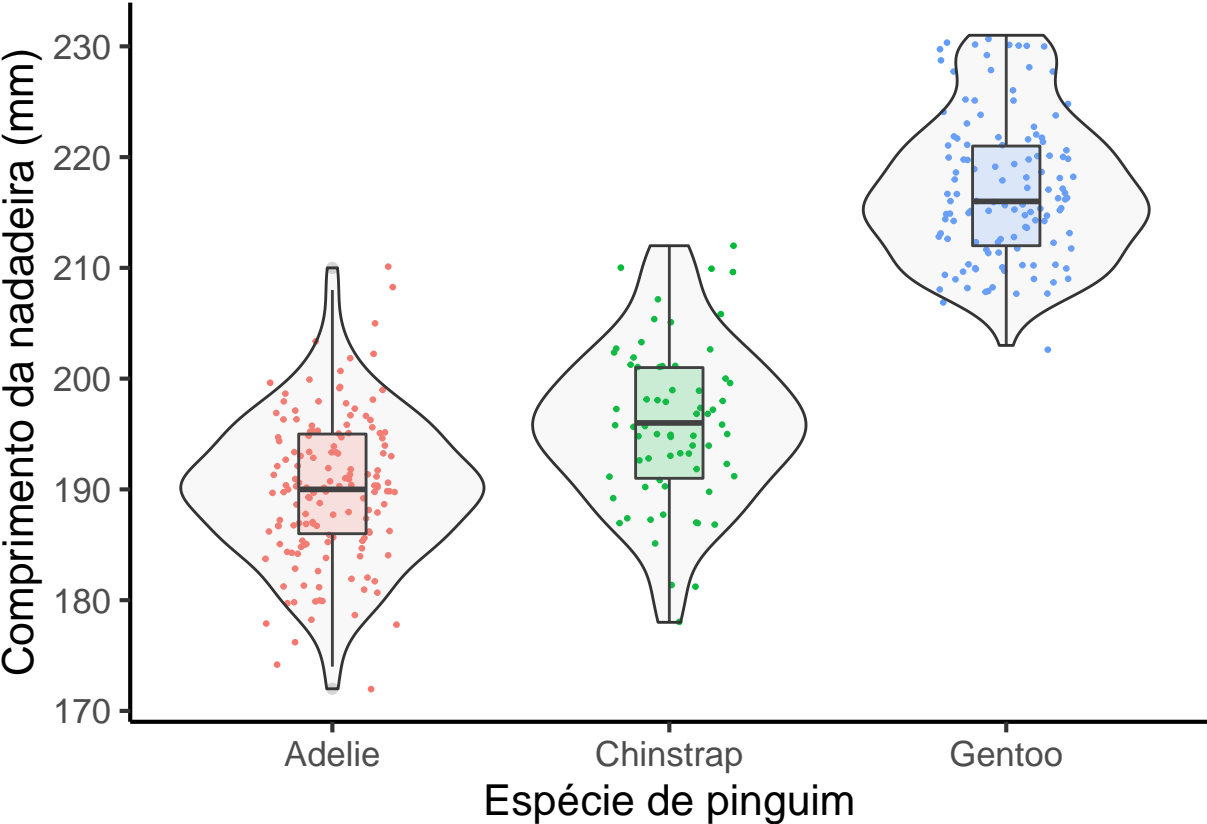 Comprimento da nadadeira (mm)
230
220
210
200
190
180
170
Adelie Chinstrap Gentoo
Espécie de pinguim